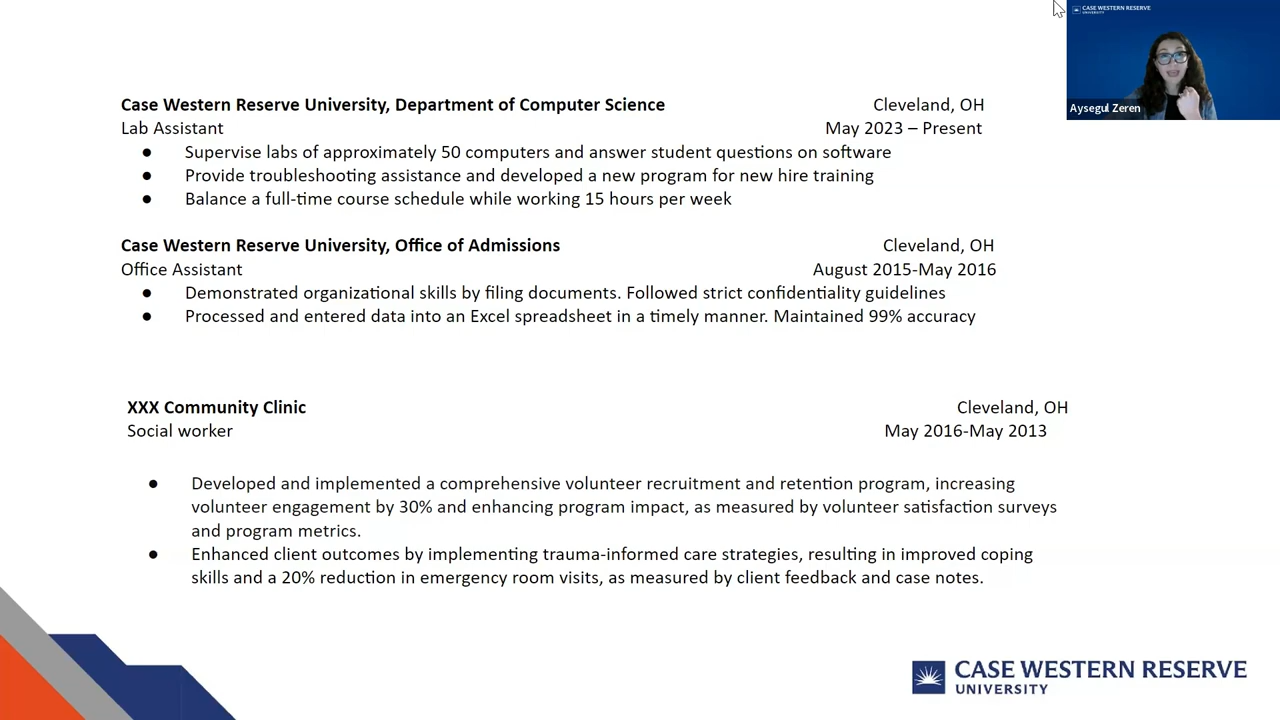 CASE WESTERN RESERVE
UNIVERSITY
Aysegul Zeren
Case Western Reserve University, Department of Computer Science Cleveland, OH
Lab Assistant May 2023 – Present
● Supervise labs of approximately 50 computers and answer student questions on software
● Provide troubleshooting assistance and developed a new program for new hire training
● Balance a full-time course schedule while working 15 hours per week
Case Western Reserve University, Office of Admissions Cleveland, OH
Office Assistant August 2015-May 2016
● Demonstrated organizational skills by filing documents. Followed strict confidentiality guidelines
● Processed and entered data into an Excel spreadsheet in a timely manner. Maintained 99% accuracy
XXX Community Clinic Cleveland, OH
Social worker May 2016-May 2013
● Developed and implemented a comprehensive volunteer recruitment and retention program, increasing
volunteer engagement by 30% and enhancing program impact, as measured by volunteer satisfaction surveys
and program metrics.
● Enhanced client outcomes by implementing trauma-informed care strategies, resulting in improved coping
skills and a 20% reduction in emergency room visits, as measured by client feedback and case notes.
CASE WESTERN RESERVE
UNIVERSITY